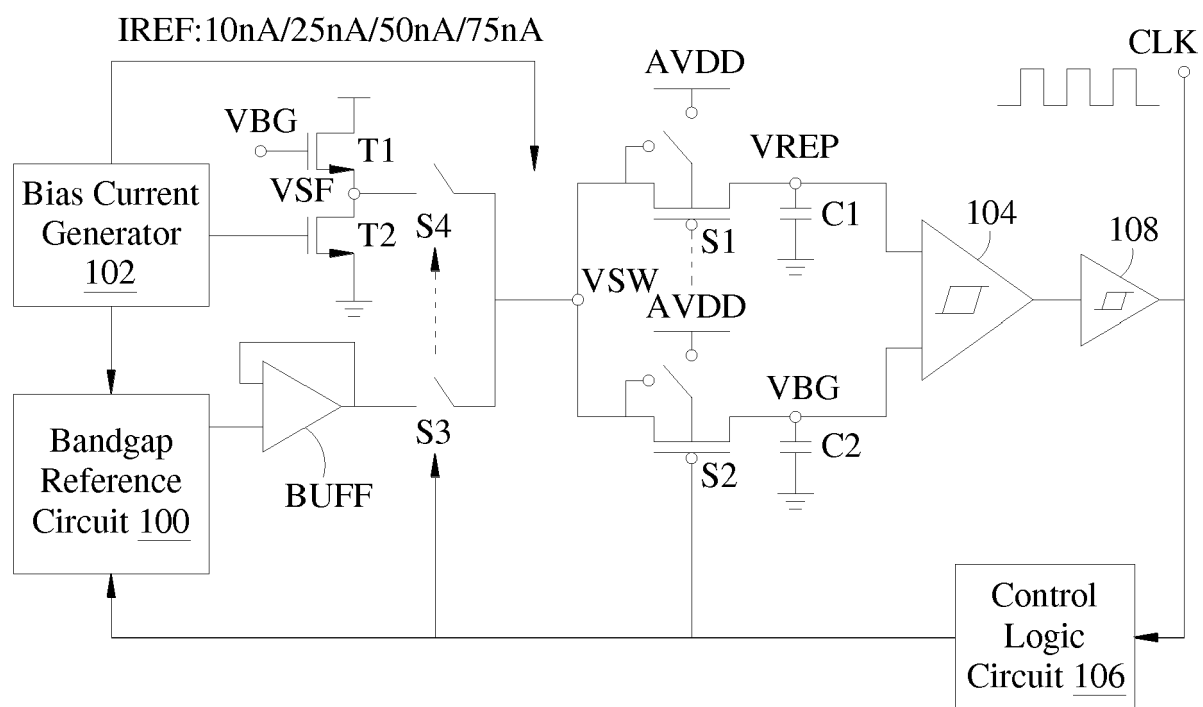 IREF:10nA/25nA/50nA/75nA
CLK
AVDD
VBG
T1
VREP
Bias Current
Generator
102
VSF
T2
S4
S1
C1
104
108
VSW
AVDD
Bandgap
Reference
Circuit 100
BUFF
S3
VBG
S2
C2
Control
Logic
Circuit 106